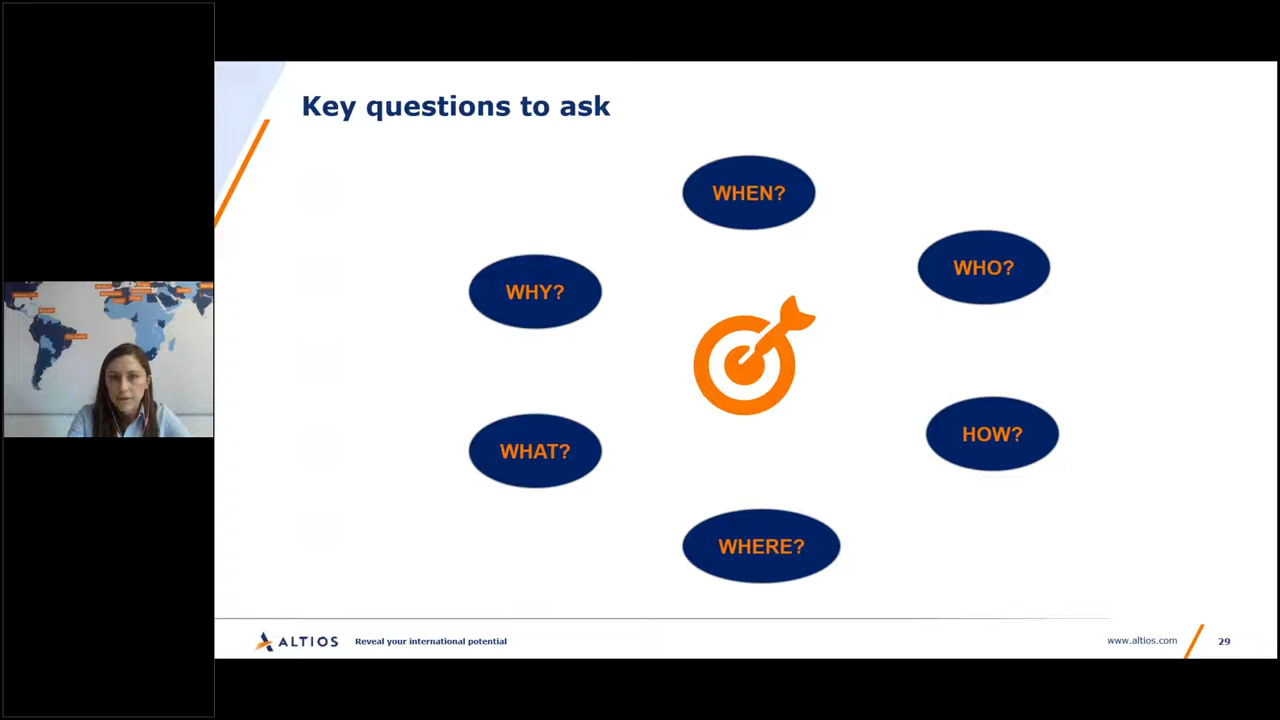 Key questions to ask
WHEN?
WHO?
WHY?
HOW?
WHAT?
WHERE?
ALTIOS
Reveal your international potential
www.altios.com
29